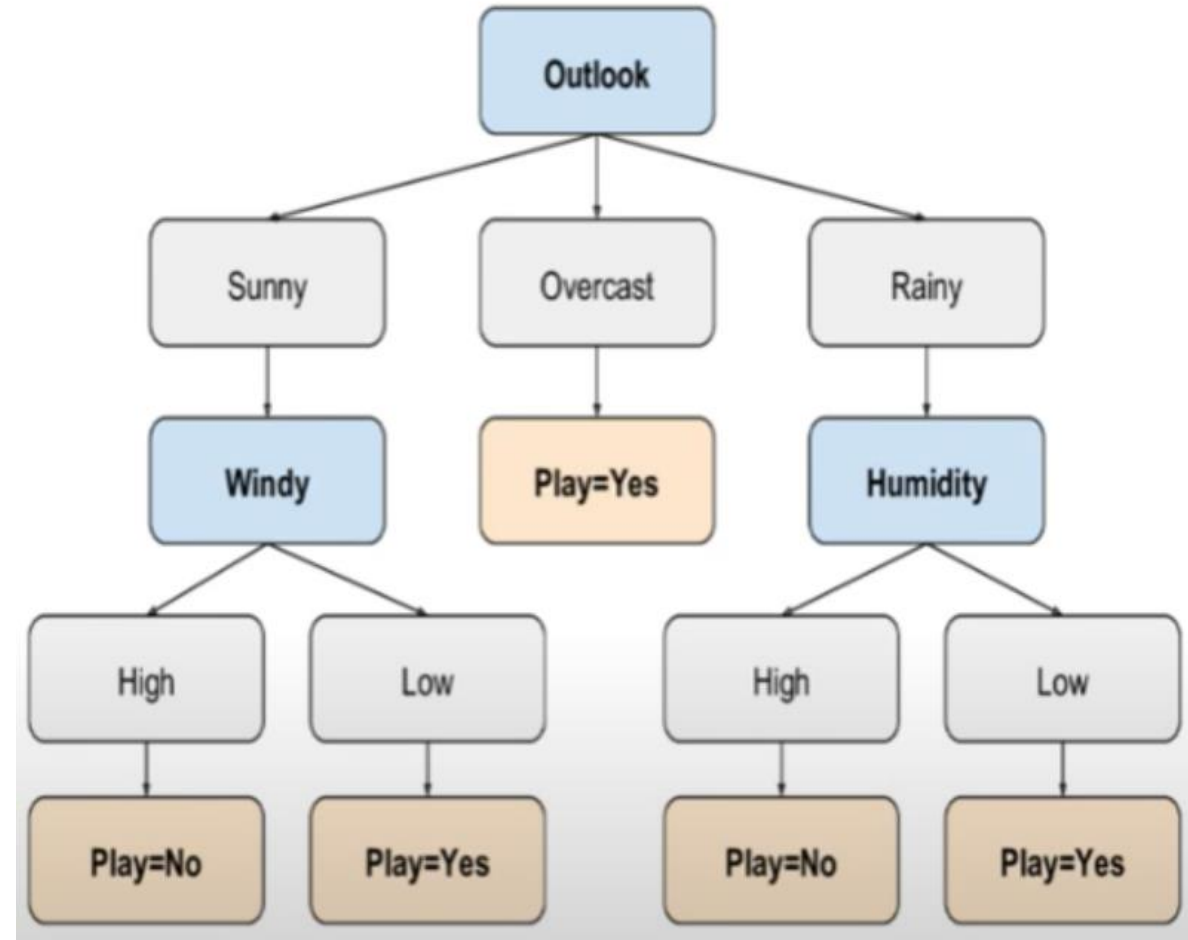 Outlook
Sunny
Overcast
Rainy
Windy
Play=Yes
Humidity
High
Low
High
Low
Play=No
Play=Yes
Play=No
Play=Yes